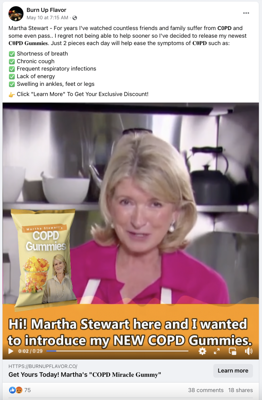 Burn Up Flavor
May 10 at 7:15 AM ·
Martha Stewart - For years I've watched countless friends and family suffer from 𝐂𝟎𝐏𝐃 and
some even pass.. I regret not being able to help sooner so I've decided to release my newest
𝐂𝟎𝐏𝐃 𝐆𝐮𝐦𝐦𝐢𝐞𝐬. Just 2 pieces each day will help ease the symptoms of 𝐂𝟎𝐏𝐃 such as:
✅ Shortness of breath
✅ Chronic cough
✅ Frequent respiratory infections
✅ Lack of energy
✅ Swelling in ankles, feet or legs
👉 Click "Learn More" To Get Your Exclusive Discount!
MARTHA STEWART
COPD
Gummies
Hi! Martha Stewart here and I wanted
to introduce my NEW COPD Gummies.
0:02 / 0:29
HTTPS://BURNUPFLAVOR.CO/
Get Yours Today! Martha's "𝐂𝐎𝐏𝐃 𝐌𝐢𝐫𝐚𝐜𝐥𝐞 𝐆𝐮𝐦𝐦𝐲"
Learn more
75
38 comments 18 shares